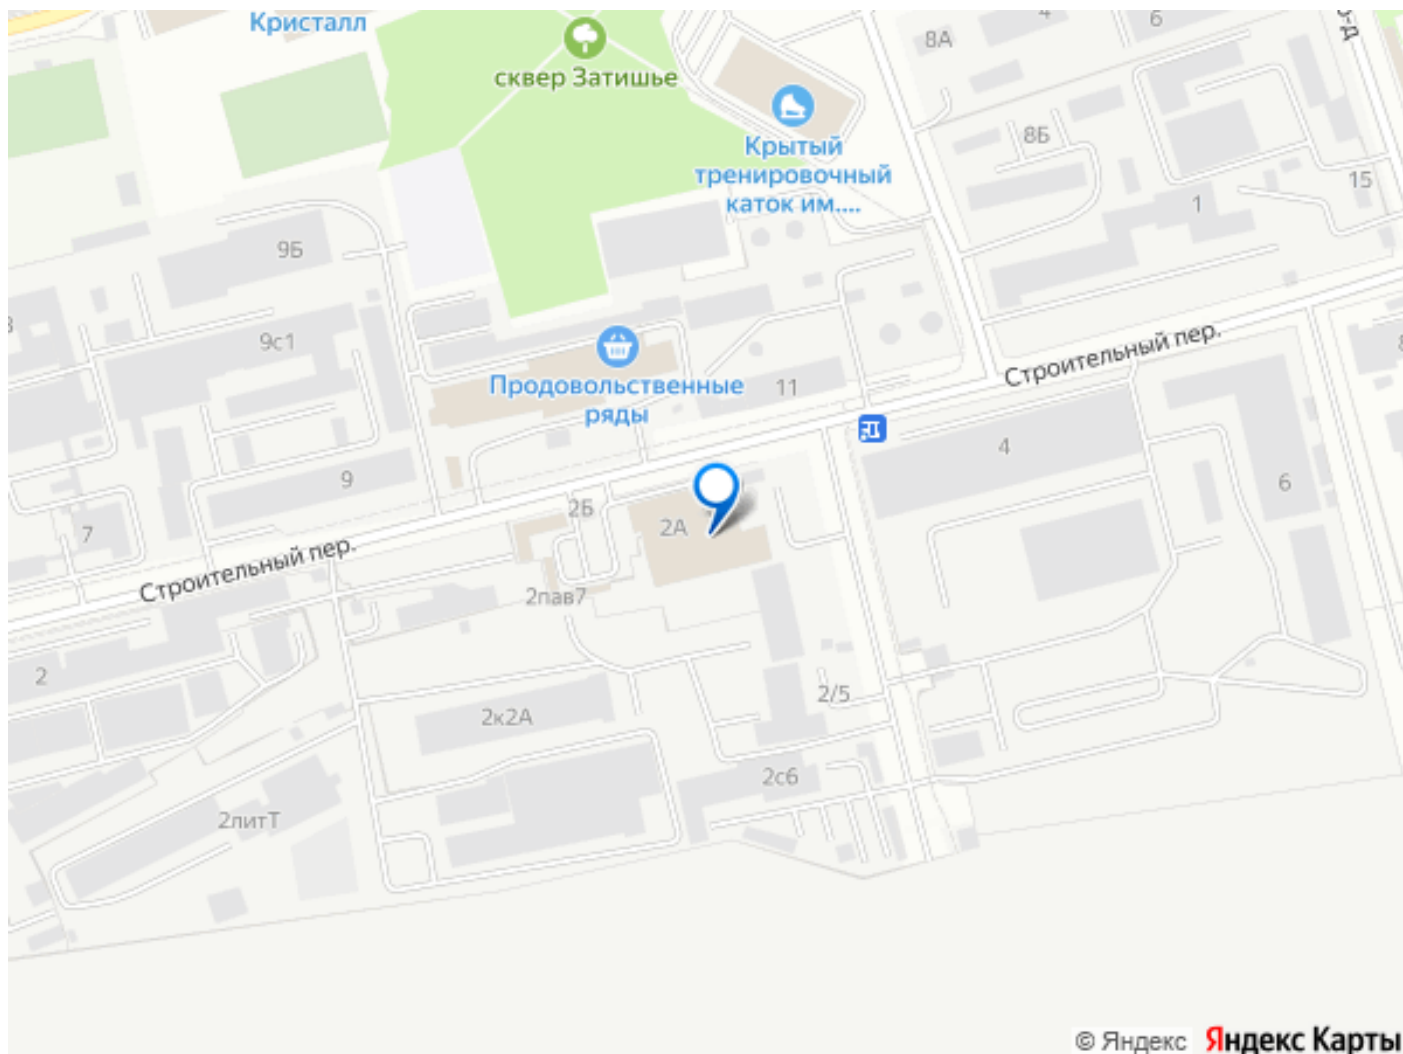 Кристалл
4
6
8А
сквер Затишье
8Б
Крытый
тренировочный
каток им....
15
1
9Б
9с1
Строительный пер.
Продовольственные
ряды
11
4
9
6
2Б
2А
7
Строительный пер.
2пав7
2
2/5
2к2А
2с6
2литТ
© Яндекс Яндекс Карты